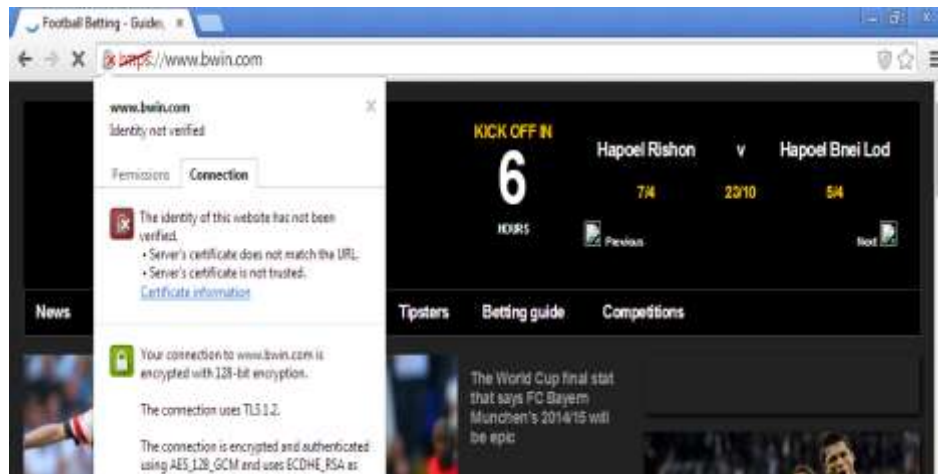 Football Betting - Guides,
https://www.bwin.com
www.bwin.com
Identity not verified
Permissions Connection
The identity of this website has not been
verified.
• Server's certificate does not match the URL.
• Server's certificate is not trusted.
Certificate information
Your connection to www.bwin.com is
encrypted with 128-bit encryption.
The connection uses TLS 1.2.
The connection is encrypted and authenticated
using AES_128_GCM and uses ECDHE_RSA as
KICK OFF IN
6
HOURS
Hapoel Rishon v Hapoel Bnei Lod
7/4 23/10 5/4
Previous Next
News Tipsters Betting guide Competitions
The World Cup final stat
that says FC Bayern
Munchen's 2014/15 will
be epic